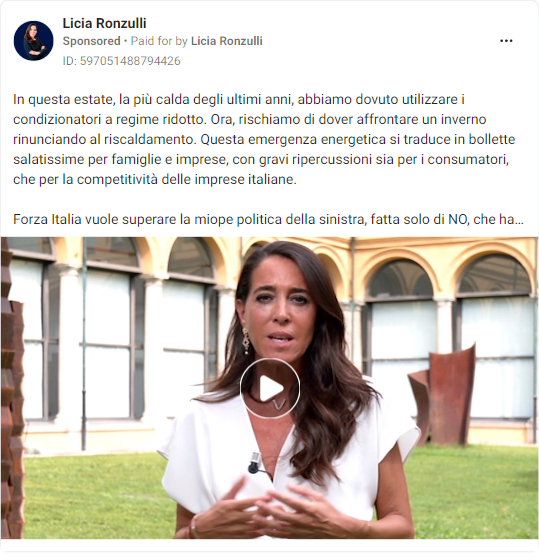 Licia Ronzulli
Sponsored • Paid for by Licia Ronzulli
ID: 597051488794426
In questa estate, la più calda degli ultimi anni, abbiamo dovuto utilizzare i
condizionatori a regime ridotto. Ora, rischiamo di dover affrontare un inverno
rinunciando al riscaldamento. Questa emergenza energetica si traduce in bollette
salatissime per famiglie e imprese, con gravi ripercussioni sia per i consumatori,
che per la competitività delle imprese italiane.
Forza Italia vuole superare la miope politica della sinistra, fatta solo di NO, che ha...